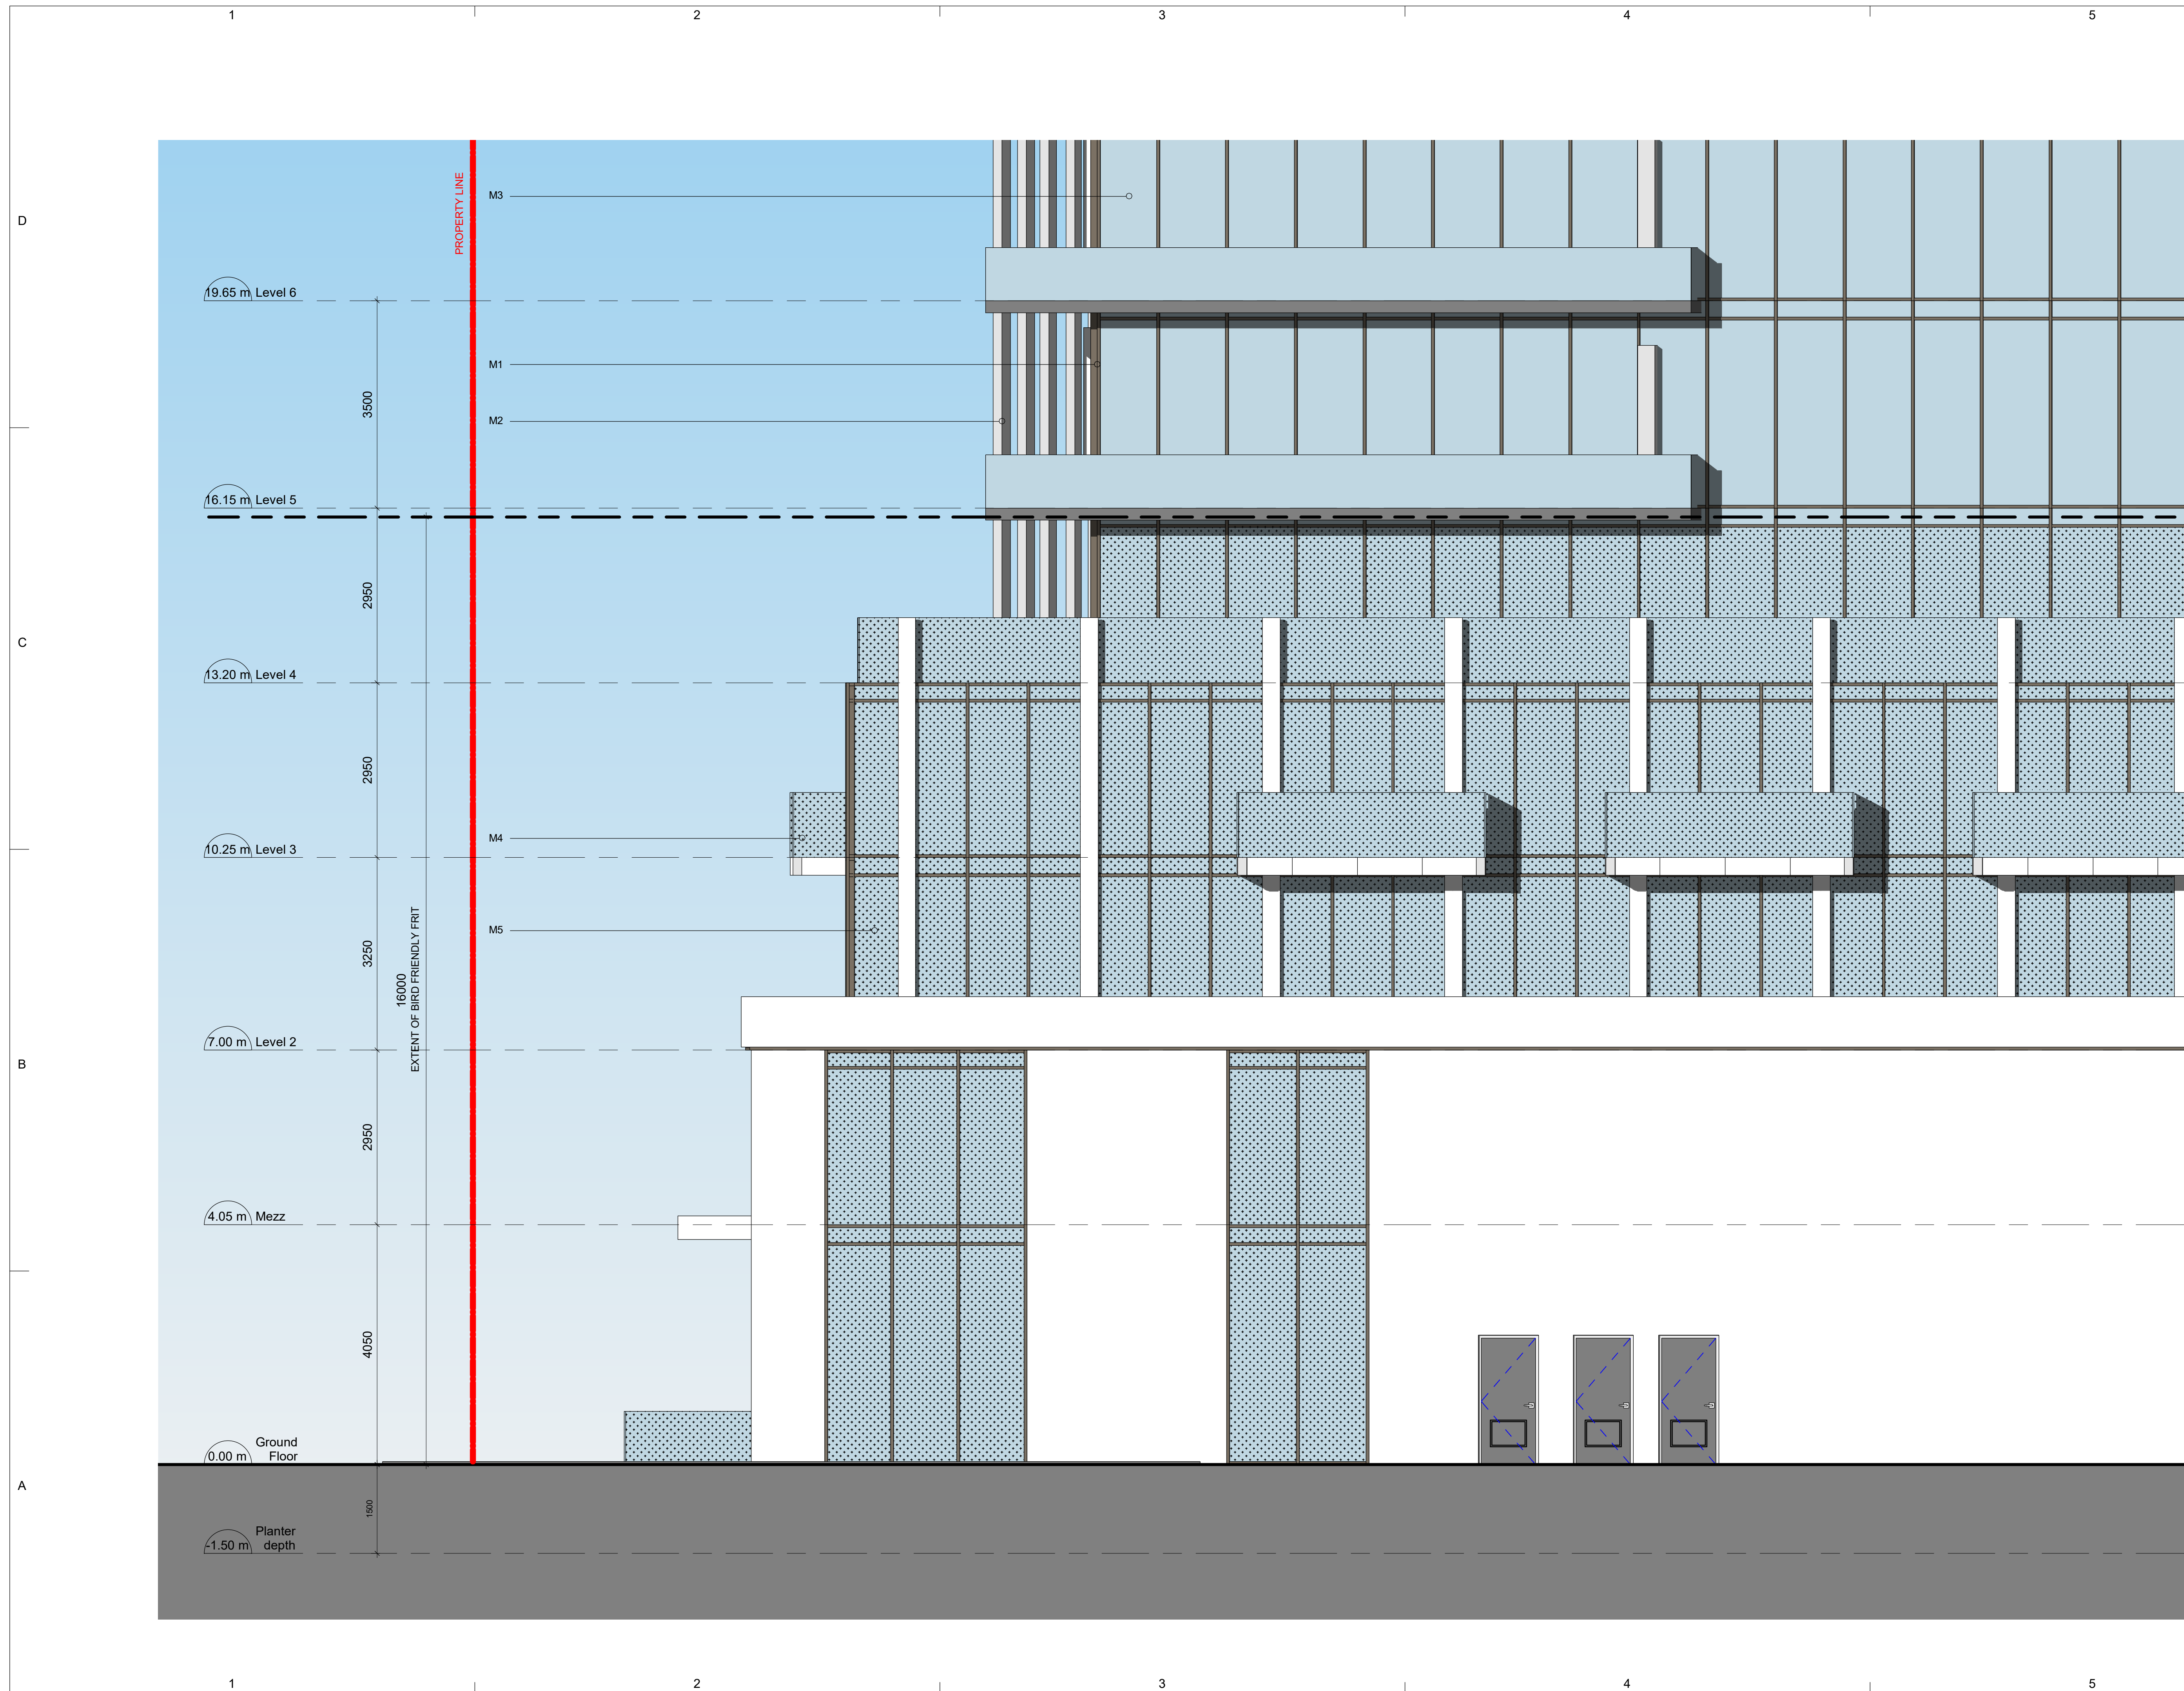 1 2 3 4 5
D
C
B
A
PROPERTY LINE
M3
19.65 m Level 6
M1
3500
M2
16.15 m Level 5
2950
13.20 m Level 4
2950
M4
10.25 m Level 3
M5
3250
16000
EXTENT OF BIRD FRIENDLY FRIT
7.00 m Level 2
2950
4.05 m Mezz
4050
Ground
0.00 m Floor
1500
Planter
-1.50 m depth
1 2 3 4 5